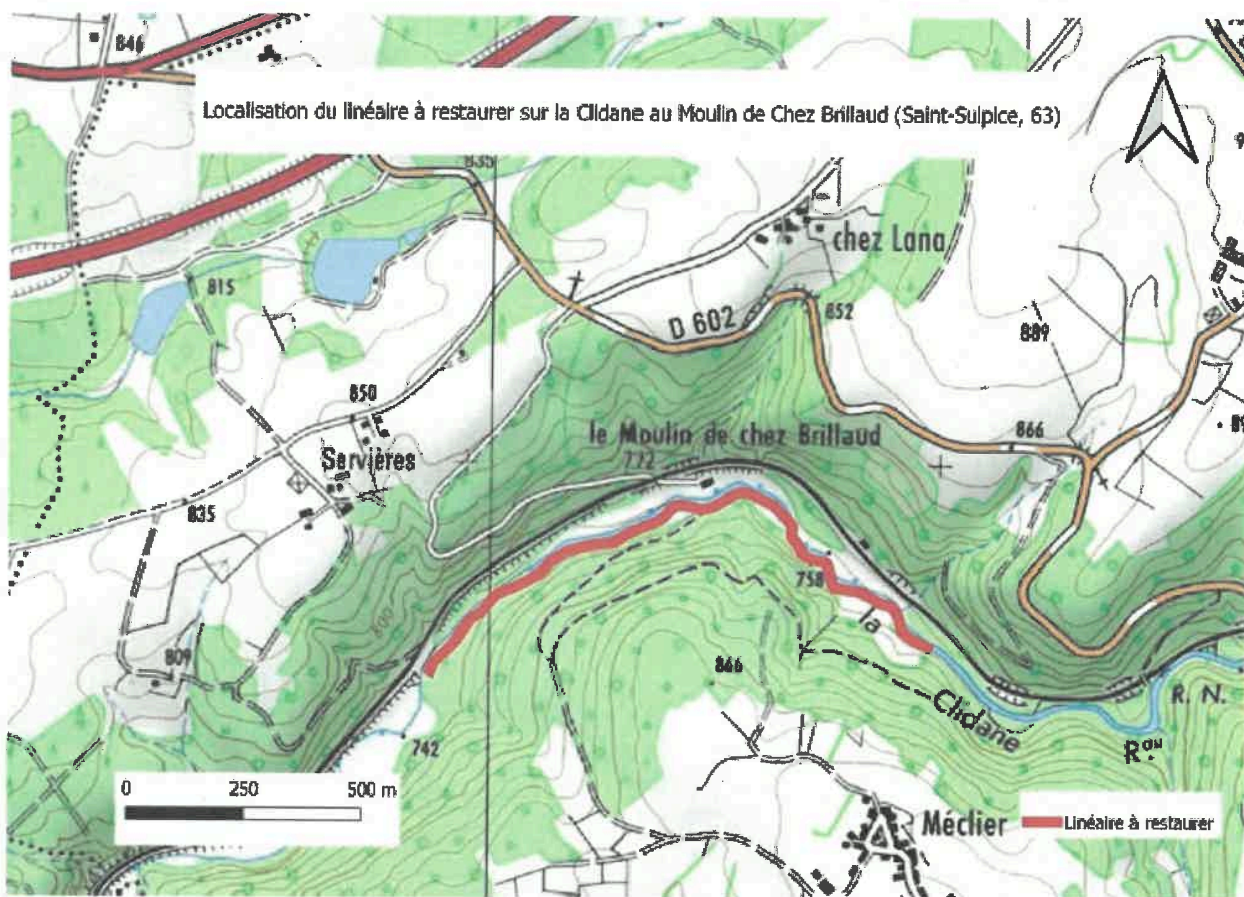 846
Localisation du linéaire à restaurer sur la Clidane au Moulin de Chez Brillaud (Saint-Sulpice, 63)
835
chez Lana
815
D 602
852
889
850
le Moulin de chez Brillaud
866
772
Servières
835
758
la
809
866
Clidane
R. N.
742
R^ou
0 250 500 m
Méclier
Linéaire à restaurer